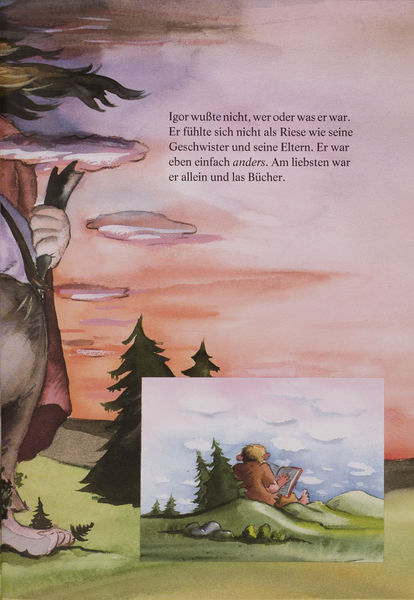 Igor wußte nicht, wer oder was er war.
Er fühlte sich nicht als Riese wie seine
Geschwister und seine Eltern. Er war
eben einfach anders. Am liebsten war
er allein und las Bücher.